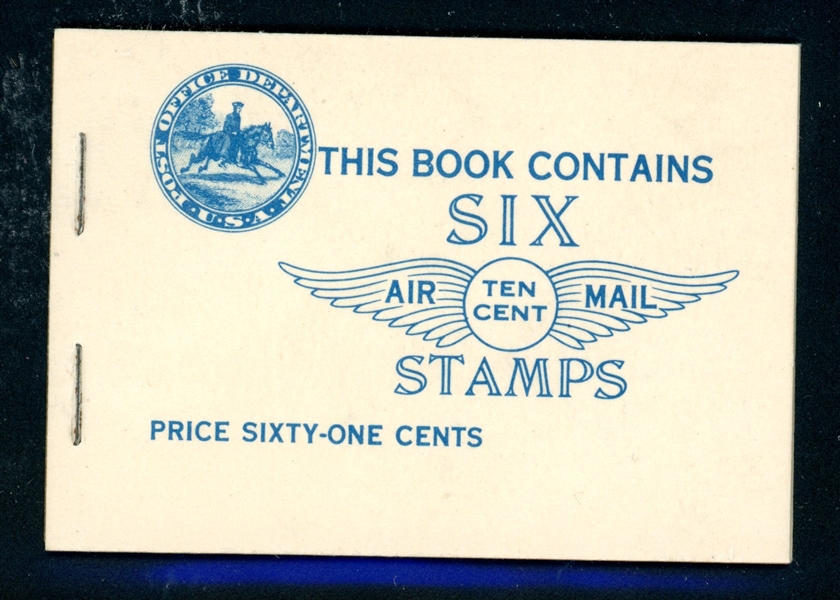 POST OFFICE DEPARTMENT
U.S.A.
THIS BOOK CONTAINS
SIX
AIR TEN MAIL
CENT
STAMPS
PRICE SIXTY-ONE CENTS